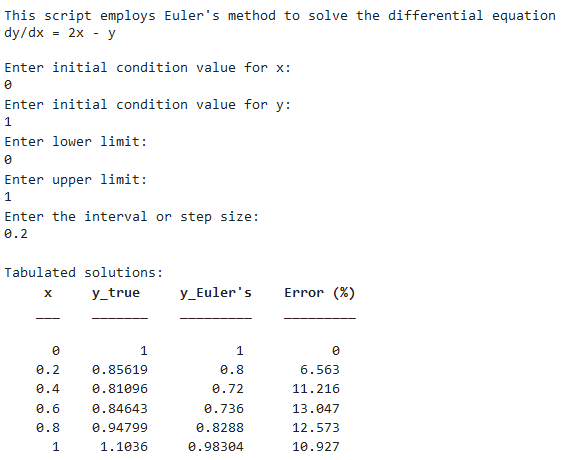 This script employs Euler's method to solve the differential equation
dy/dx = 2x - y
Enter initial condition value for x:
0
Enter initial condition value for y:
1
Enter lower limit:
0
Enter upper limit:
1
Enter the interval or step size:
0.2
Tabulated solutions:
x y_true y_Euler's Error (%)
0 1 1 0
0.2 0.85619 0.8 6.563
0.4 0.81096 0.72 11.216
0.6 0.84643 0.736 13.047
0.8 0.94799 0.8288 12.573
1 1.1036 0.98304 10.927